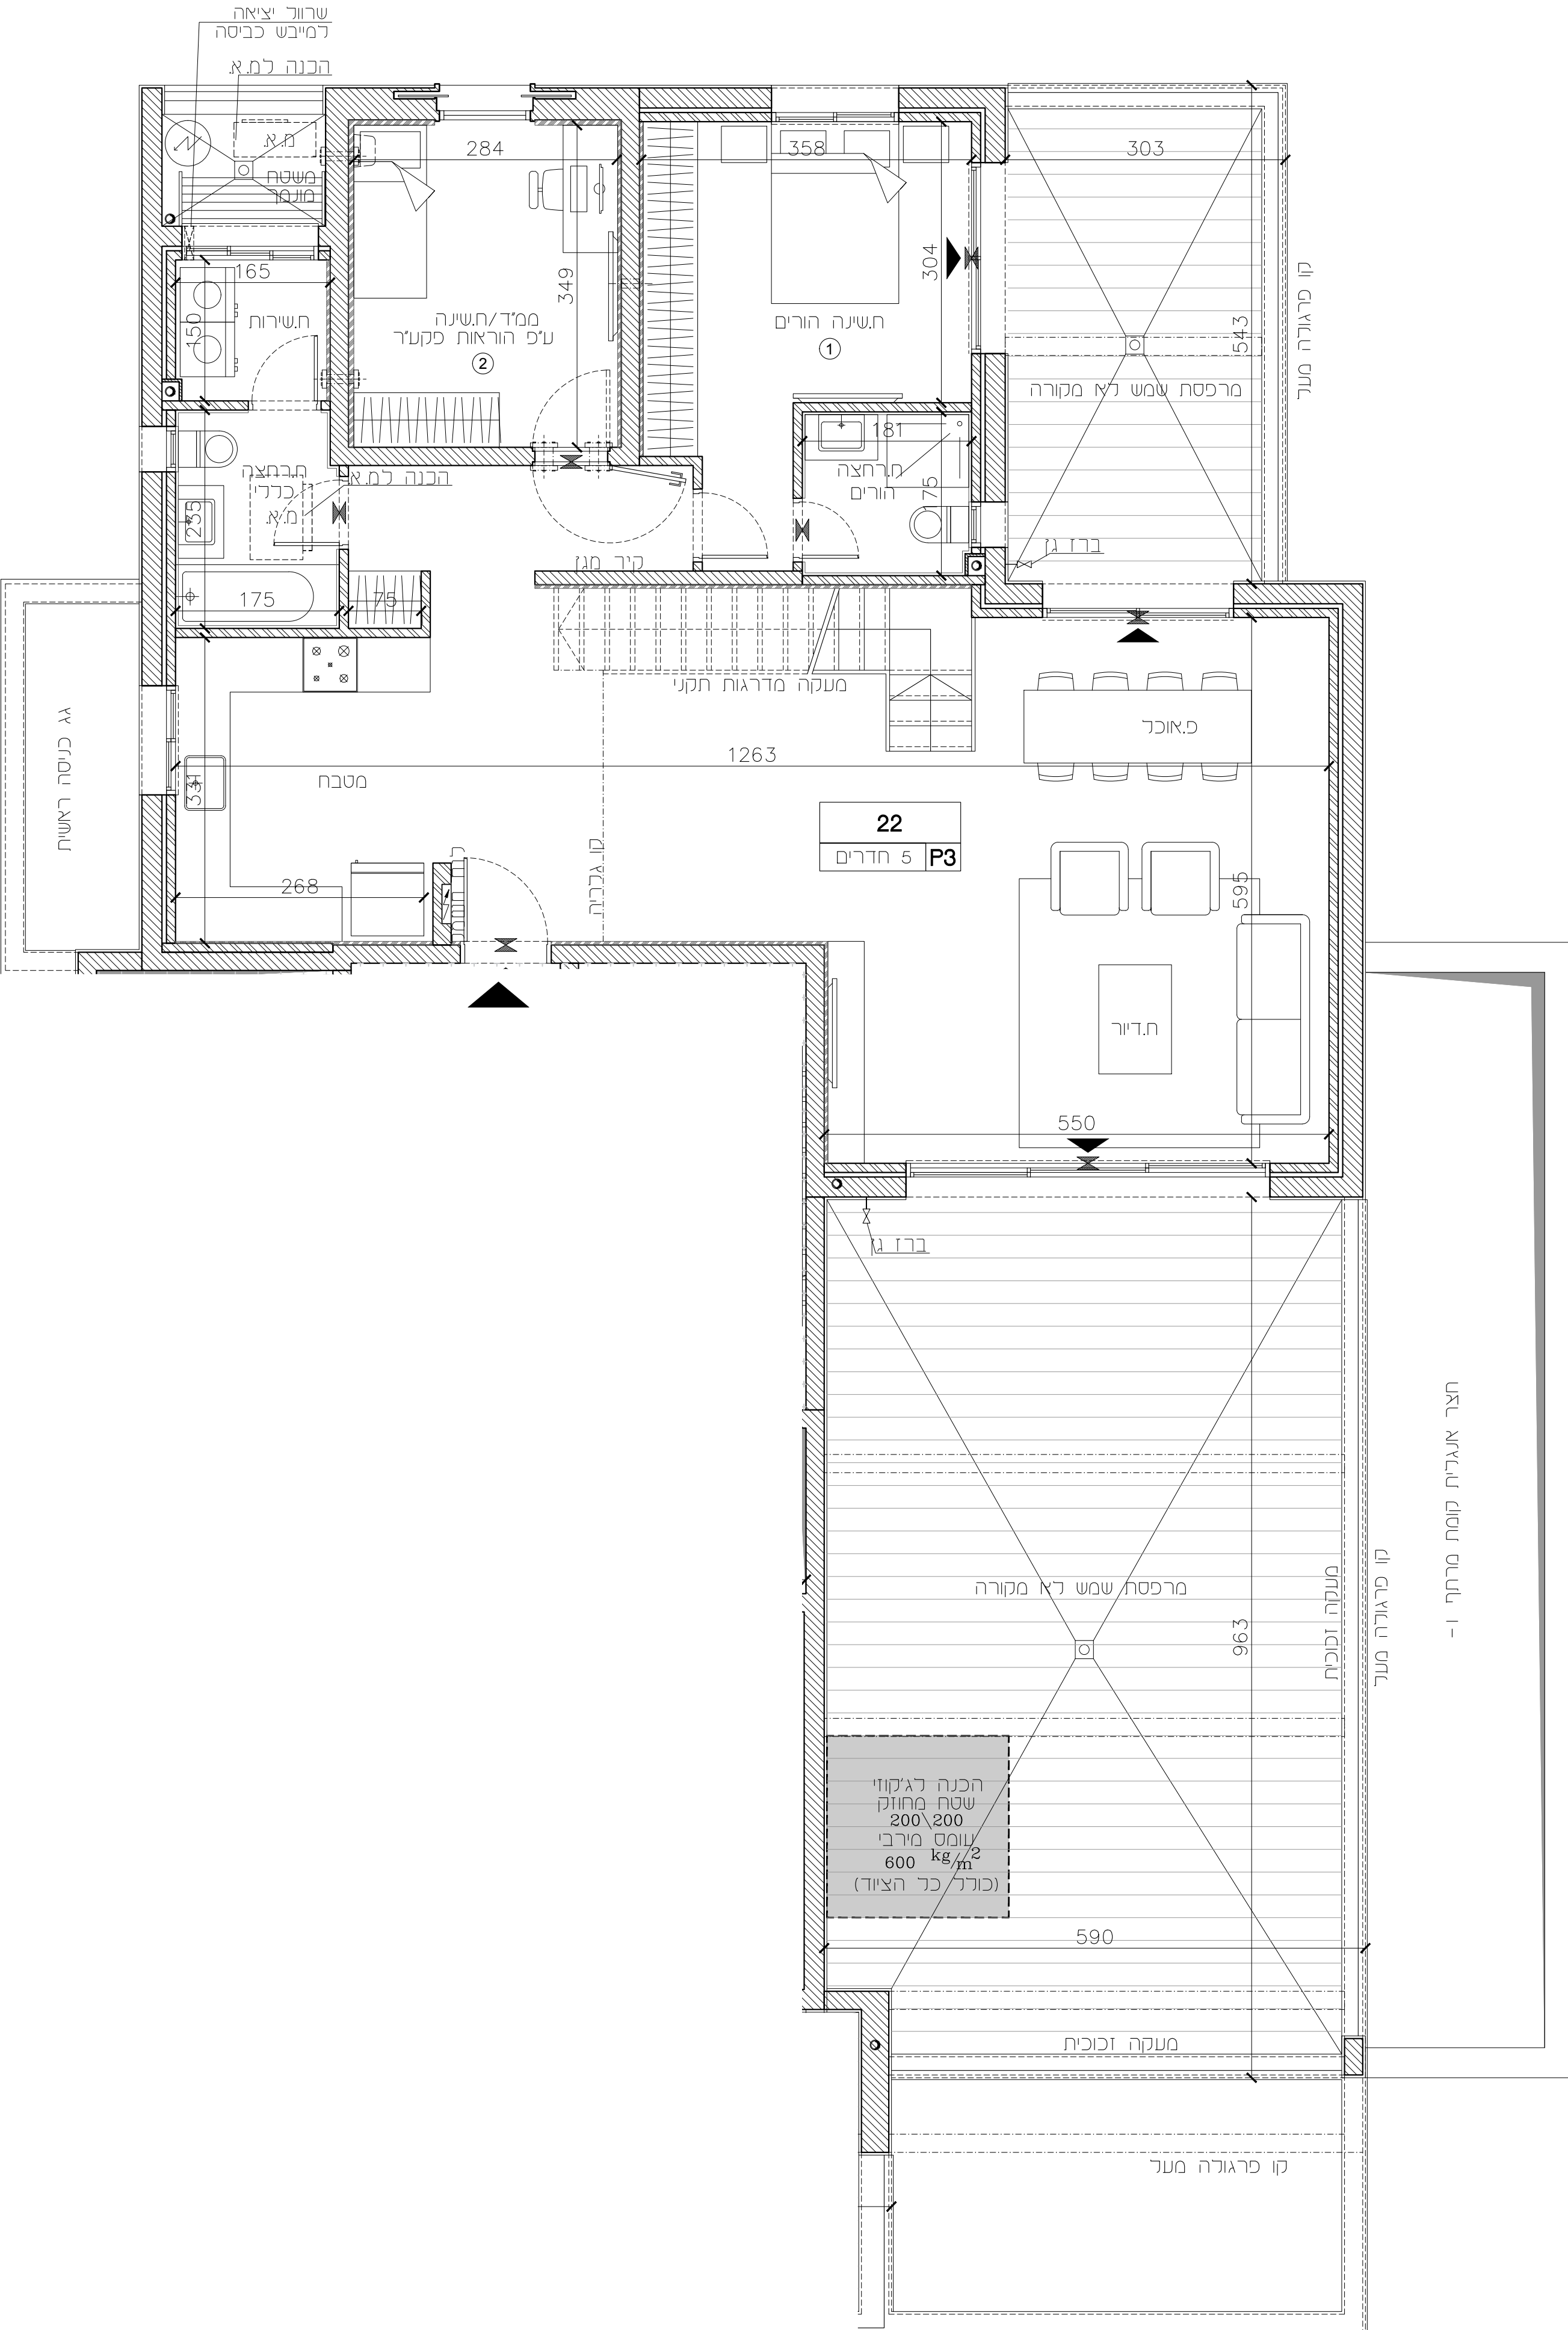 שרוול יציאה
למייבש כביסה
הכנה למ.א.
מ.א.
משטח
מונמך
284
358
303
165
150
ח.שירות
349
304
543
ממ"ד/ח.שינה
ע"פ הוראות פקע"ר
2
ח.שינה הורים
1
מרפסת שמש לא מקורה
קו פרגולה מעל
181
ח.רחצה
הורים
175
ח.רחצה
כללי
מ.א.
הכנה למ.א.
235
קיר מגן
ברז גן
175
75
מעקה מדרגות תקני
פ.אוכל
1263
גג כניסה ראשית
331
מטבח
22
5 חדרים
P3
268
קו גלריה
595
ח.דיור
550
ברז גן
חצר אנגלית קומת מרתף 1-
מרפסת שמש לא מקורה
963
מעקה זכוכית
קו פרגולה מעל
הכנה לג'קוזי
שטח מחוזק
200\200
עומס מירבי
600 kg/m2
(כולל כל הציוד)
590
מעקה זכוכית
קו פרגולה מעל